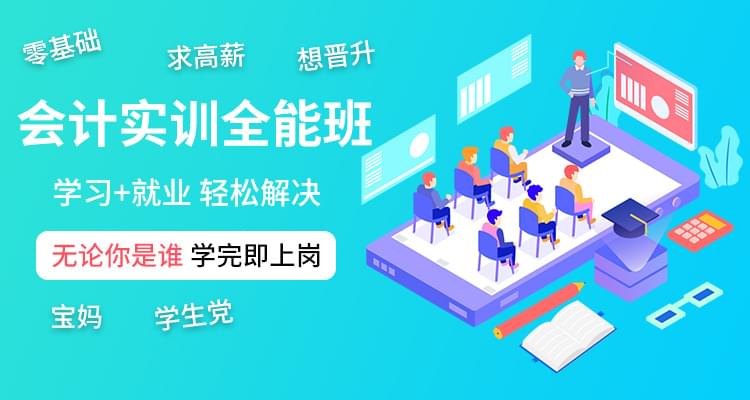 零基础
求高薪
想晋升
会计实训全能班
学习+就业 轻松解决
无论你是谁 学完即上岗
宝妈
学生党